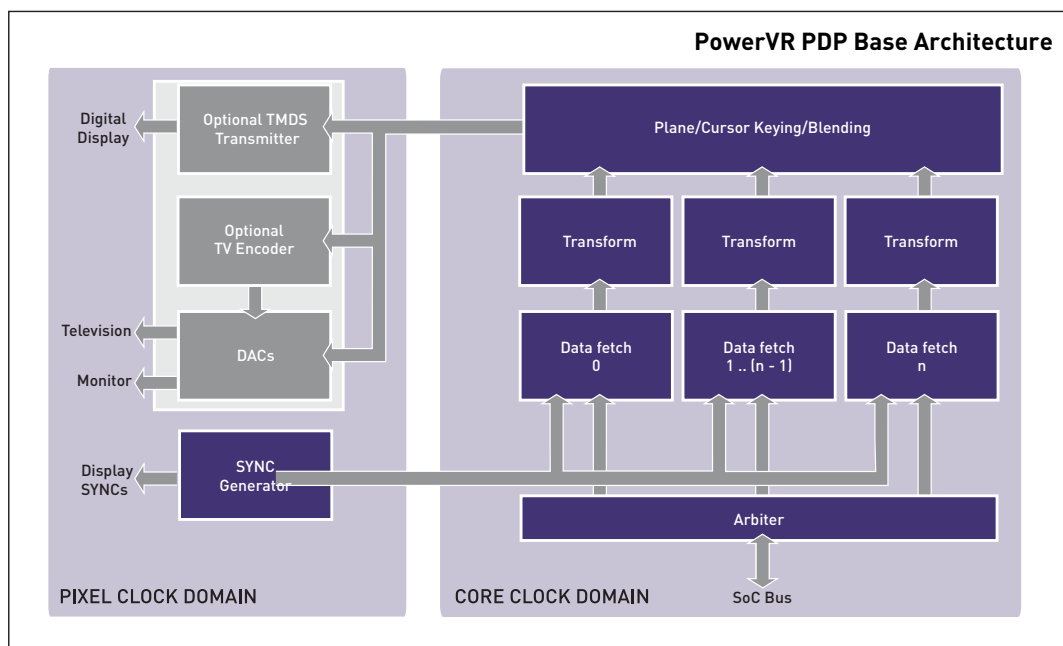 PowerVR PDP Base Architecture
Digital
Display
Optional TMDS
Transmitter
Plane/Cursor Keying/Blending
Optional
TV Encoder
Transform
Transform
Transform
Television
DACs
Monitor
Data fetch
0
Data fetch
1 .. (n - 1)
Data fetch
n
Display
SYNCs
SYNC
Generator
Arbiter
PIXEL CLOCK DOMAIN
CORE CLOCK DOMAIN
SoC Bus